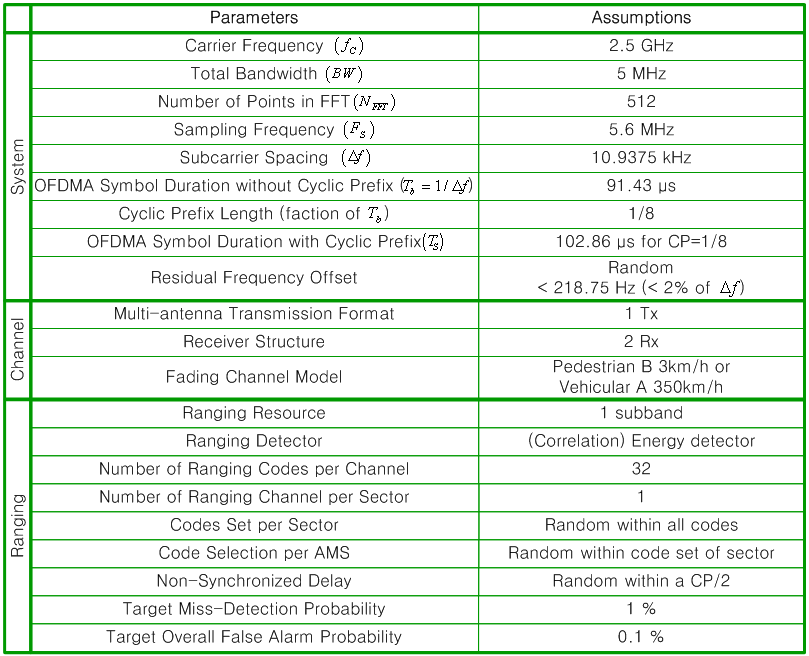 Parameters Assumptions
System
Carrier Frequency (f_C) 2.5 GHz
Total Bandwidth (BW) 5 MHz
Number of Points in FFT(N_FFT) 512
Sampling Frequency (F_S) 5.6 MHz
Subcarrier Spacing (Δf) 10.9375 kHz
OFDMA Symbol Duration without Cyclic Prefix (T_b = 1/Δf) 91.43 µs
Cyclic Prefix Length (faction of T_b) 1/8
OFDMA Symbol Duration with Cyclic Prefix(T_S) 102.86 µs for CP=1/8
Residual Frequency Offset Random
< 218.75 Hz (< 2% of Δf)
Channel
Multi-antenna Transmission Format 1 Tx
Receiver Structure 2 Rx
Fading Channel Model Pedestrian B 3km/h or
Vehicular A 350km/h
Ranging
Ranging Resource 1 subband
Ranging Detector (Correlation) Energy detector
Number of Ranging Codes per Channel 32
Number of Ranging Channel per Sector 1
Codes Set per Sector Random within all codes
Code Selection per AMS Random within code set of sector
Non-Synchronized Delay Random within a CP/2
Target Miss-Detection Probability 1 %
Target Overall False Alarm Probability 0.1 %